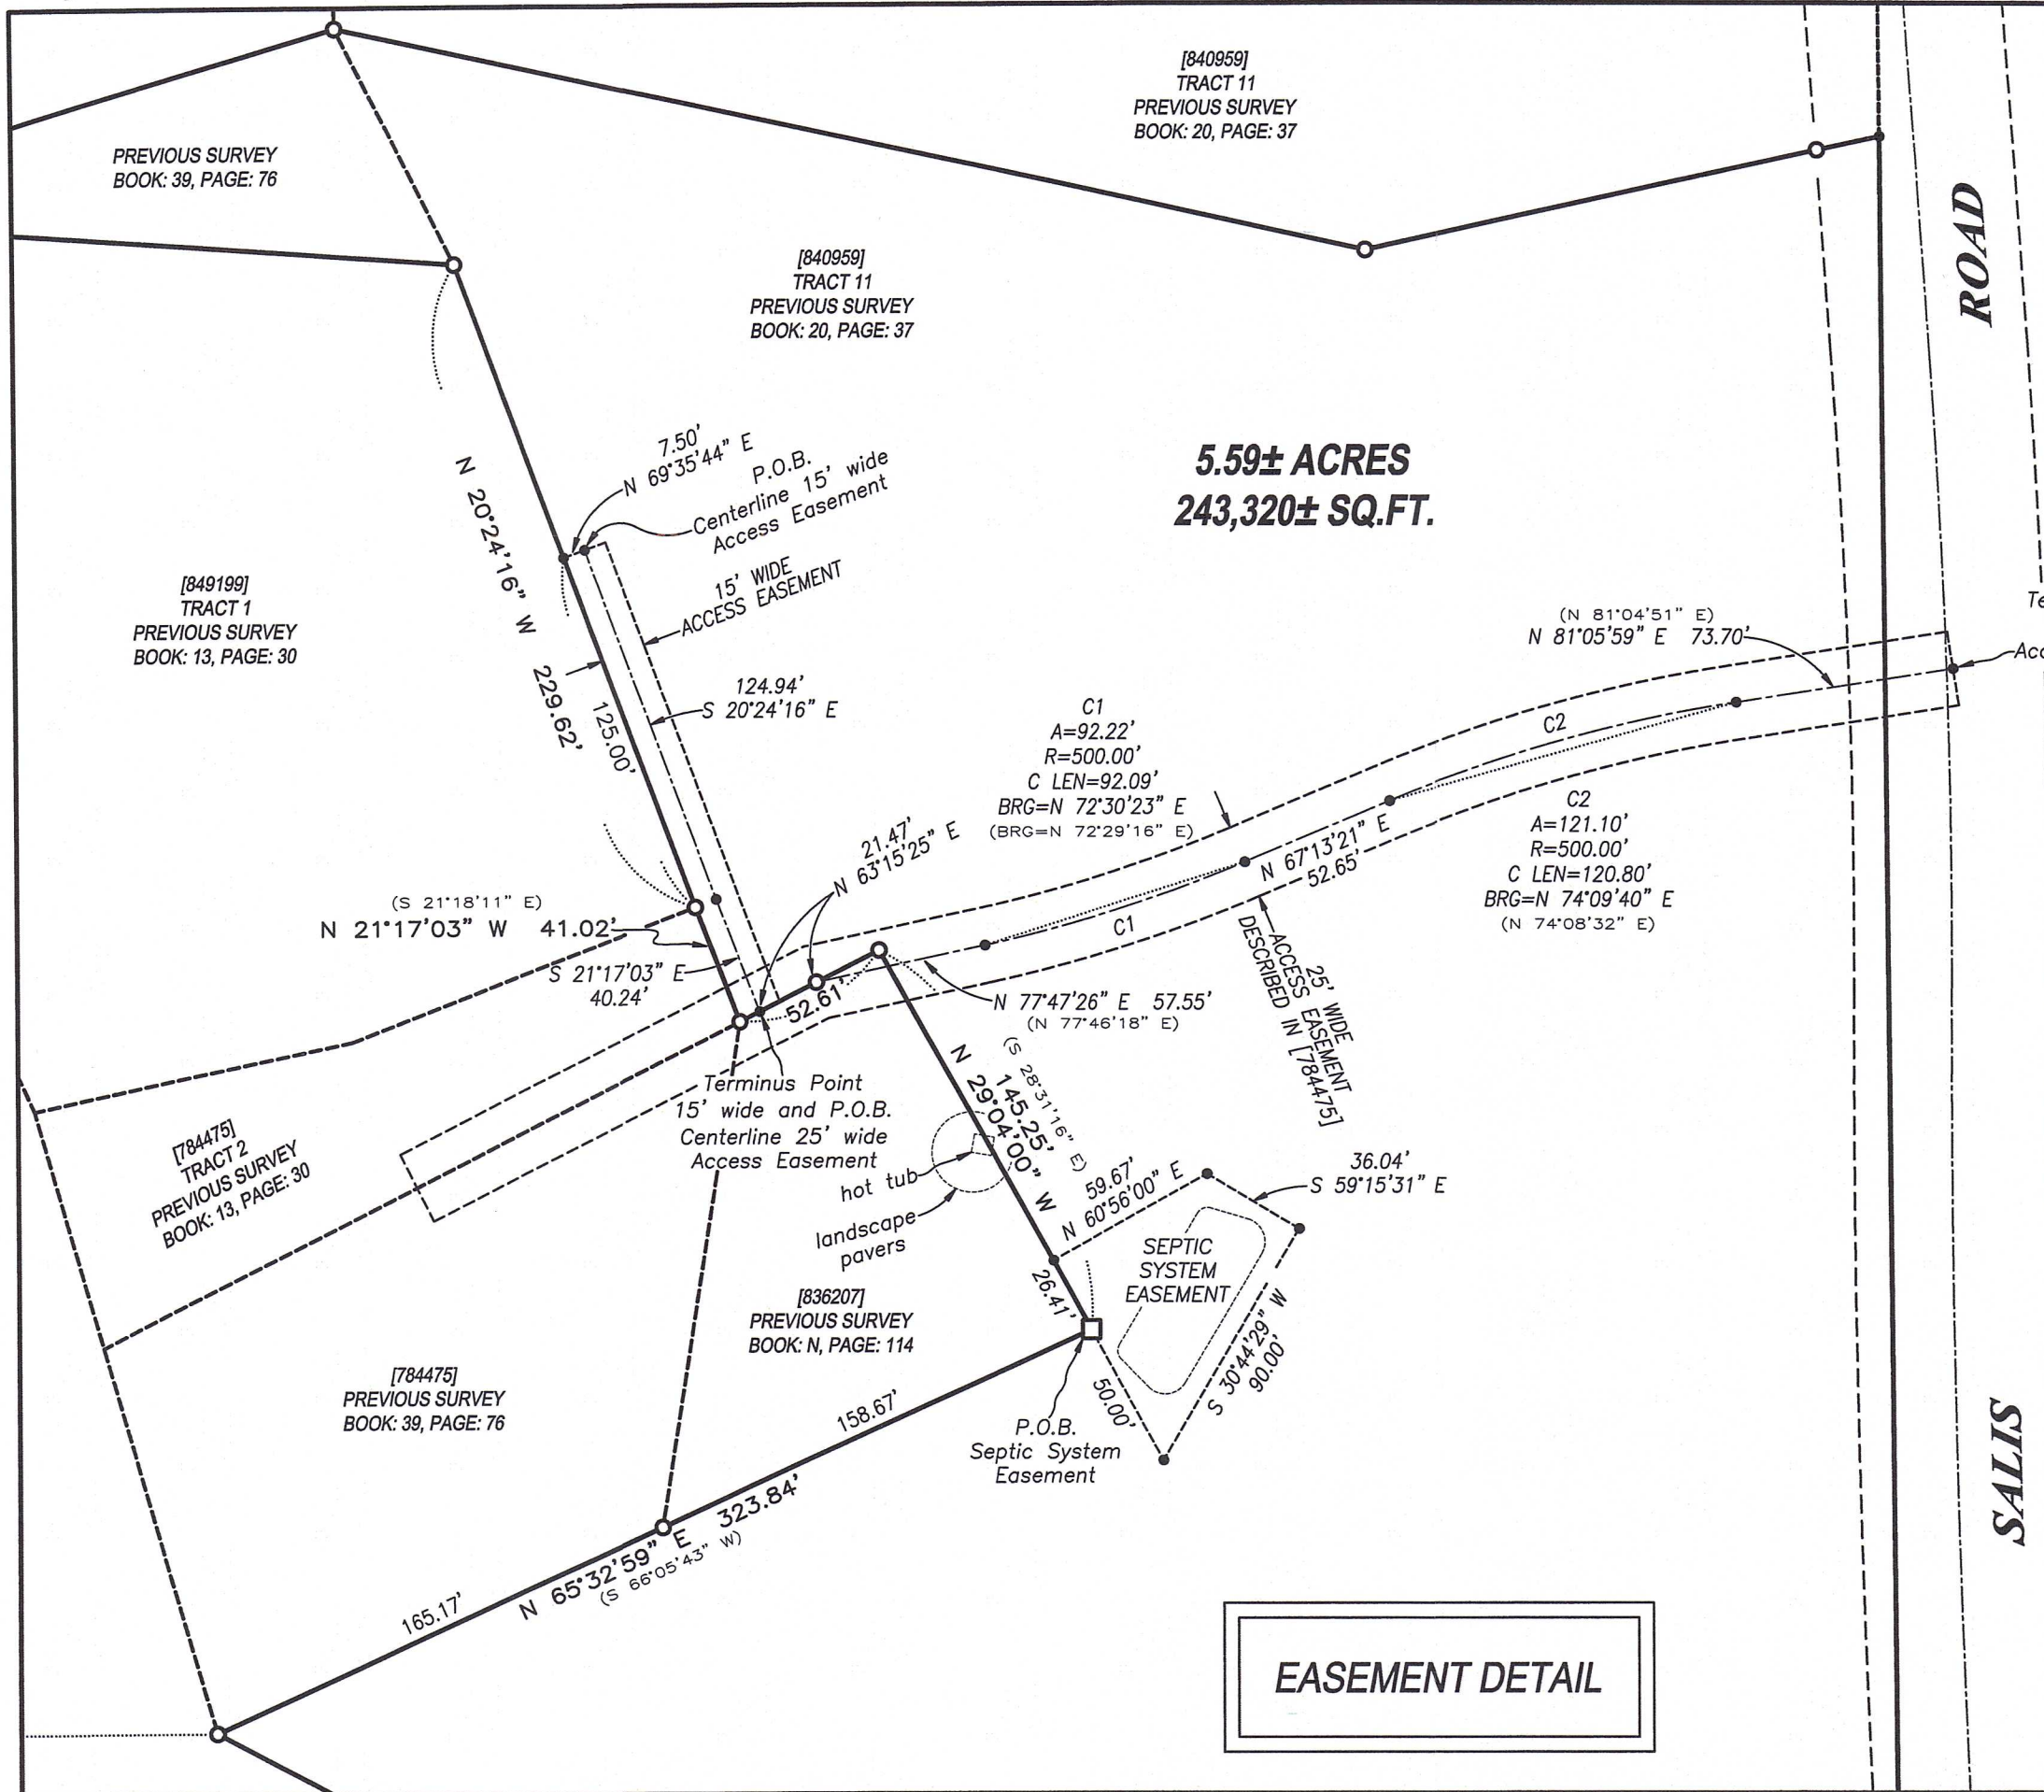 [840959]
TRACT 11
PREVIOUS SURVEY
BOOK: 20, PAGE: 37
PREVIOUS SURVEY
BOOK: 39, PAGE: 76
ROAD
[840959]
TRACT 11
PREVIOUS SURVEY
BOOK: 20, PAGE: 37
7.50'
N 69°35'44" E
P.O.B.
Centerline 15' wide
Access Easement
5.59± ACRES
243,320± SQ.FT.
N 20°24'16" W 229.62'
15' WIDE
ACCESS EASEMENT
[849199]
TRACT 1
PREVIOUS SURVEY
BOOK: 13, PAGE: 30
125.00'
124.94'
S 20°24'16" E
(N 81°04'51" E)
N 81°05'59" E 73.70'
Te
Acc
C1
A=92.22'
R=500.00'
C LEN=92.09'
BRG=N 72°30'23" E
(BRG=N 72°29'16" E)
C2
C2
A=121.10'
R=500.00'
C LEN=120.80'
BRG=N 74°09'40" E
(N 74°08'32" E)
21.47'
N 63°15'25" E
N 67°13'21" E
52.65'
C1
(S 21°18'11" E)
N 21°17'03" W 41.02'
S 21°17'03" E
40.24'
52.61'
N 77°47'26" E 57.55'
(N 77°46'18" E)
25' WIDE
ACCESS EASEMENT
DESCRIBED IN [784475]
Terminus Point
15' wide and P.O.B.
Centerline 25' wide
Access Easement
(S 28°31'16" E)
145.25'
N 29°04'00" W
[784475]
TRACT 2
PREVIOUS SURVEY
BOOK: 13, PAGE: 30
hot tub
landscape
pavers
59.67'
N 60°56'00" E
36.04'
S 59°15'31" E
SEPTIC
SYSTEM
EASEMENT
26.41'
[836207]
PREVIOUS SURVEY
BOOK: N, PAGE: 114
S 30°44'29" W
90.00'
50.00'
[784475]
PREVIOUS SURVEY
BOOK: 39, PAGE: 76
158.67'
P.O.B.
Septic System
Easement
SALIS
165.17'
N 65°32'59" E 323.84'
(S 66°05'43" W)
EASEMENT DETAIL